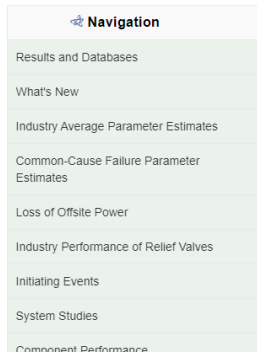 Navigation
Results and Databases
What's New
Industry Average Parameter Estimates
Common-Cause Failure Parameter
Estimates
Loss of Offsite Power
Industry Performance of Relief Valves
Initiating Events
System Studies
Component Performance